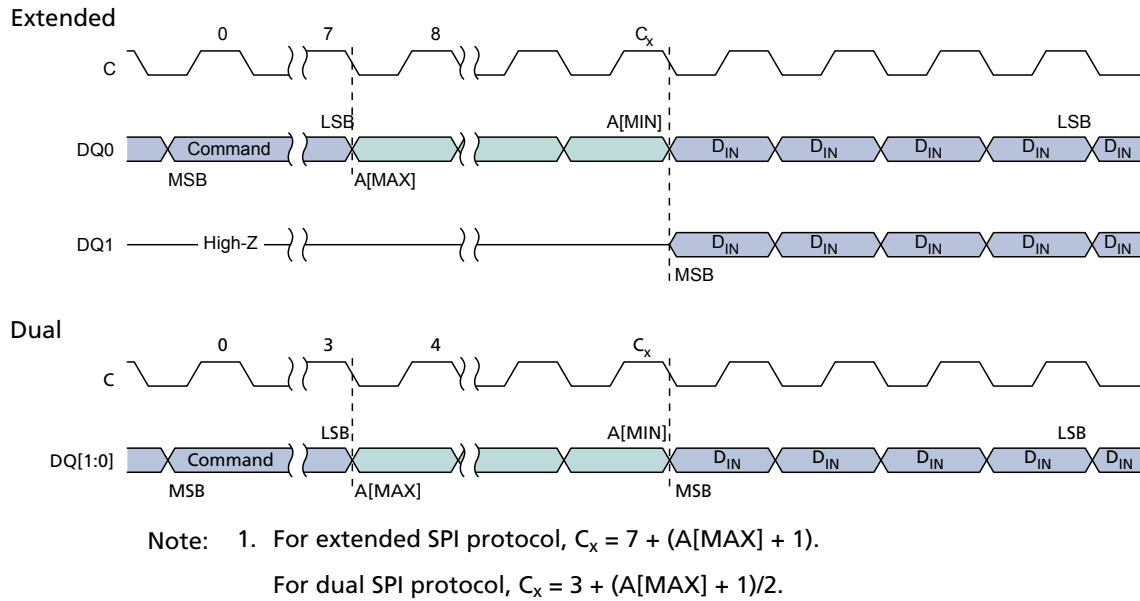 Extended
0 7 8 Cx
C
LSB A[MIN] LSB
DQ0 Command DIN DIN DIN DIN DIN
MSB A[MAX]
DQ1 High-Z DIN DIN DIN DIN DIN
MSB
Dual
0 3 4 Cx
C
LSB A[MIN] LSB
DQ[1:0] Command DIN DIN DIN DIN DIN
MSB A[MAX] MSB
Note: 1. For extended SPI protocol, Cx = 7 + (A[MAX] + 1).
For dual SPI protocol, Cx = 3 + (A[MAX] + 1)/2.